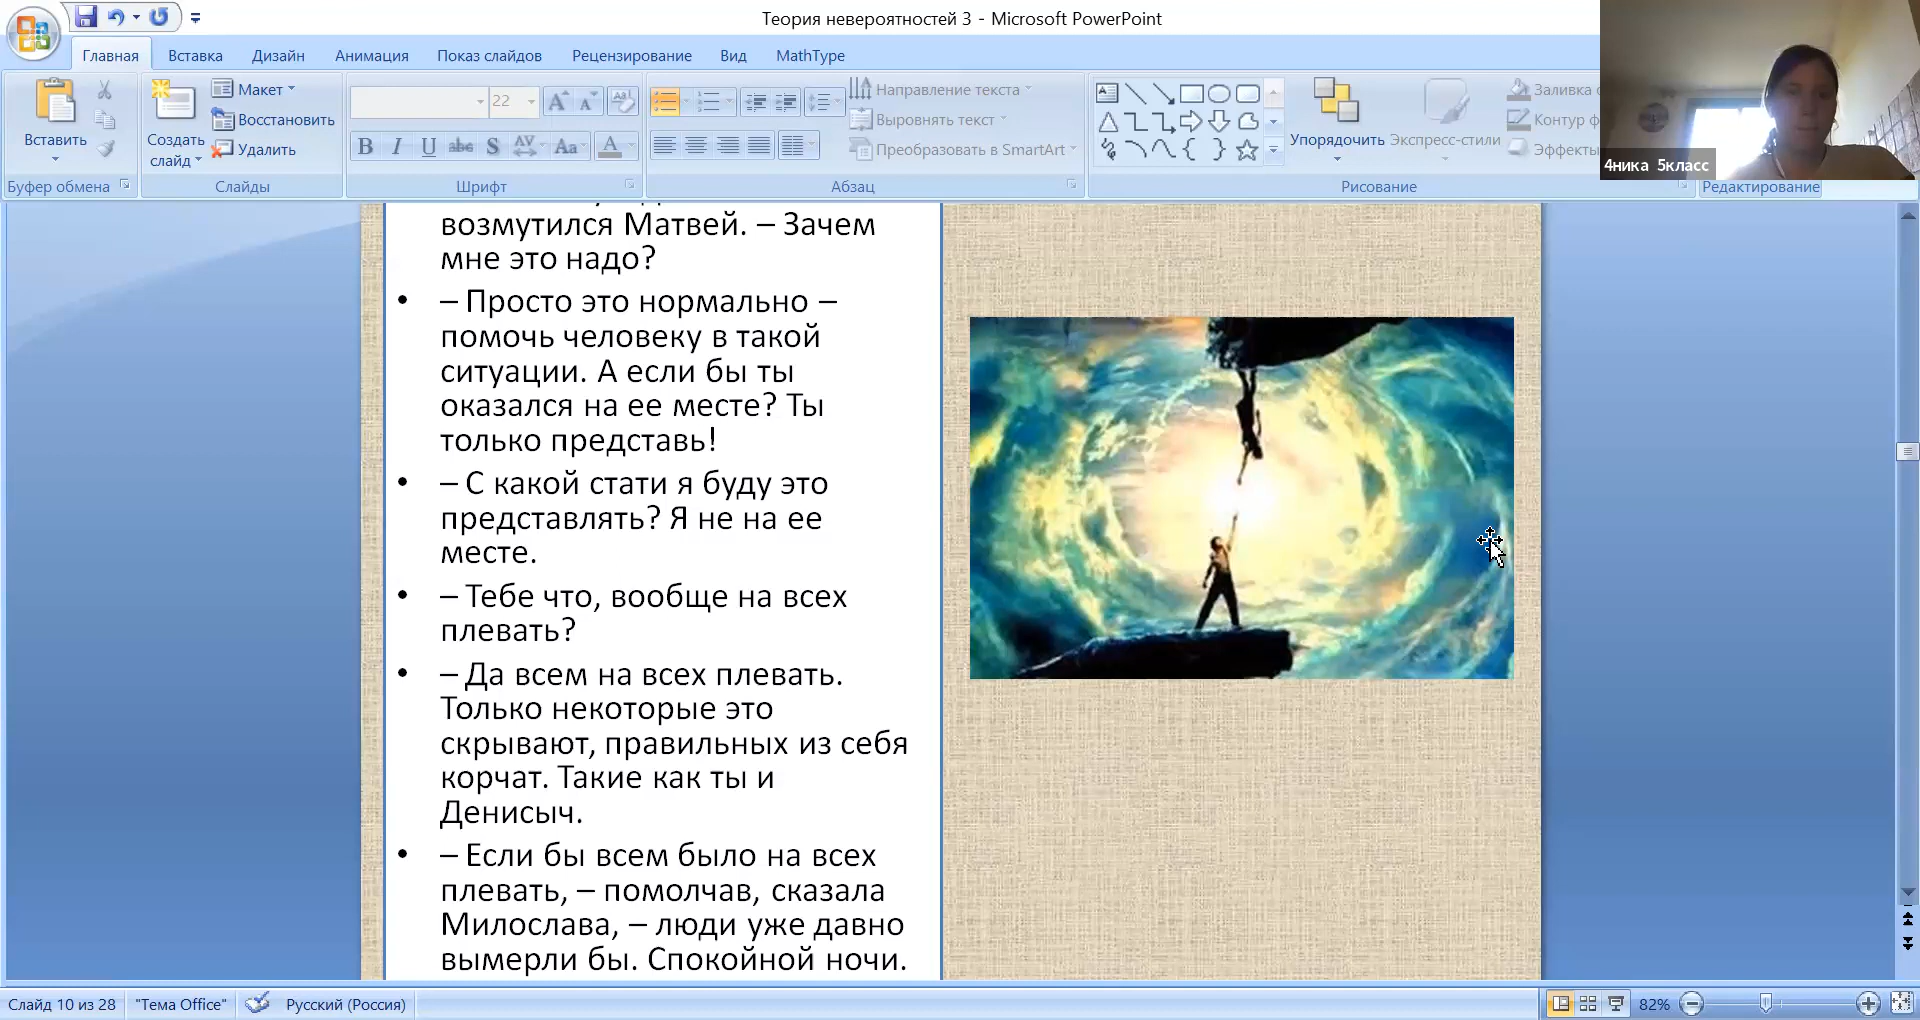 Теория невероятностей 3 - Microsoft PowerPoint
Главная Вставка Дизайн Анимация Показ слайдов Рецензирование Вид MathType
Вставить
Буфер обмена
Создать слайд
Макет
Восстановить
Удалить
Слайды
22
Шрифт
Направление текста
Выровнять текст
Преобразовать в SmartArt
Абзац
Упорядочить
Экспресс-стили
Заливка
Контур ф
Эффекты
Рисование
Редактирование
4ника 5класс
возмутился Матвей. – Зачем
мне это надо?
• – Просто это нормально –
помочь человеку в такой
ситуации. А если бы ты
оказался на ее месте? Ты
только представь!
• – С какой стати я буду это
представлять? Я не на ее
месте.
• – Тебе что, вообще на всех
плевать?
• – Да всем на всех плевать.
Только некоторые это
скрывают, правильных из себя
корчат. Такие как ты и
Денисыч.
• – Если бы всем было на всех
плевать, – помолчав, сказала
Милослава, – люди уже давно
вымерли бы. Спокойной ночи.
Слайд 10 из 28 "Тема Office" Русский (Россия) 82%